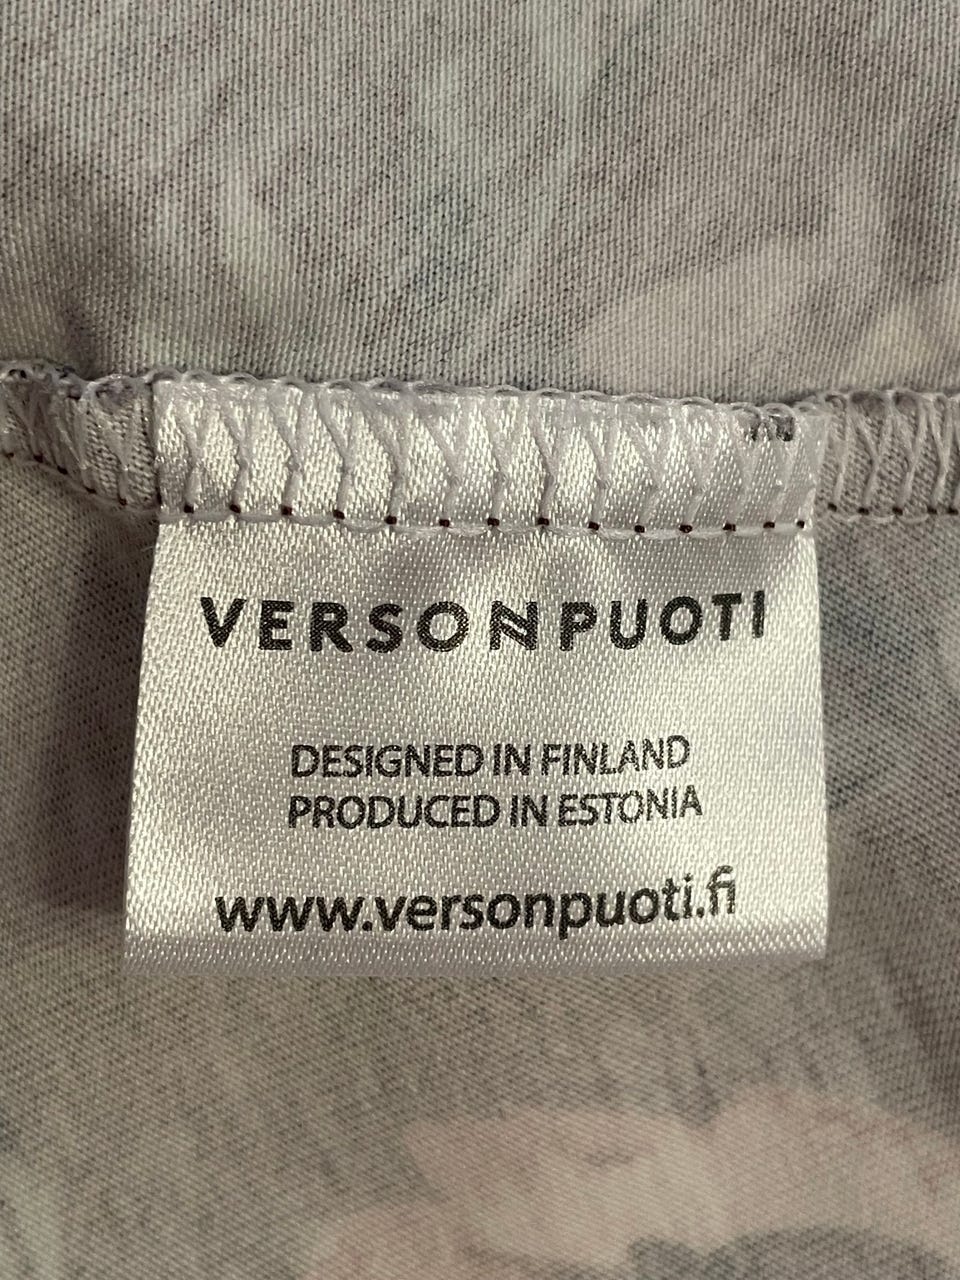 VERSONPUOTI
DESIGNED IN FINLAND
PRODUCED IN ESTONIA
www.versonpuoti.fi